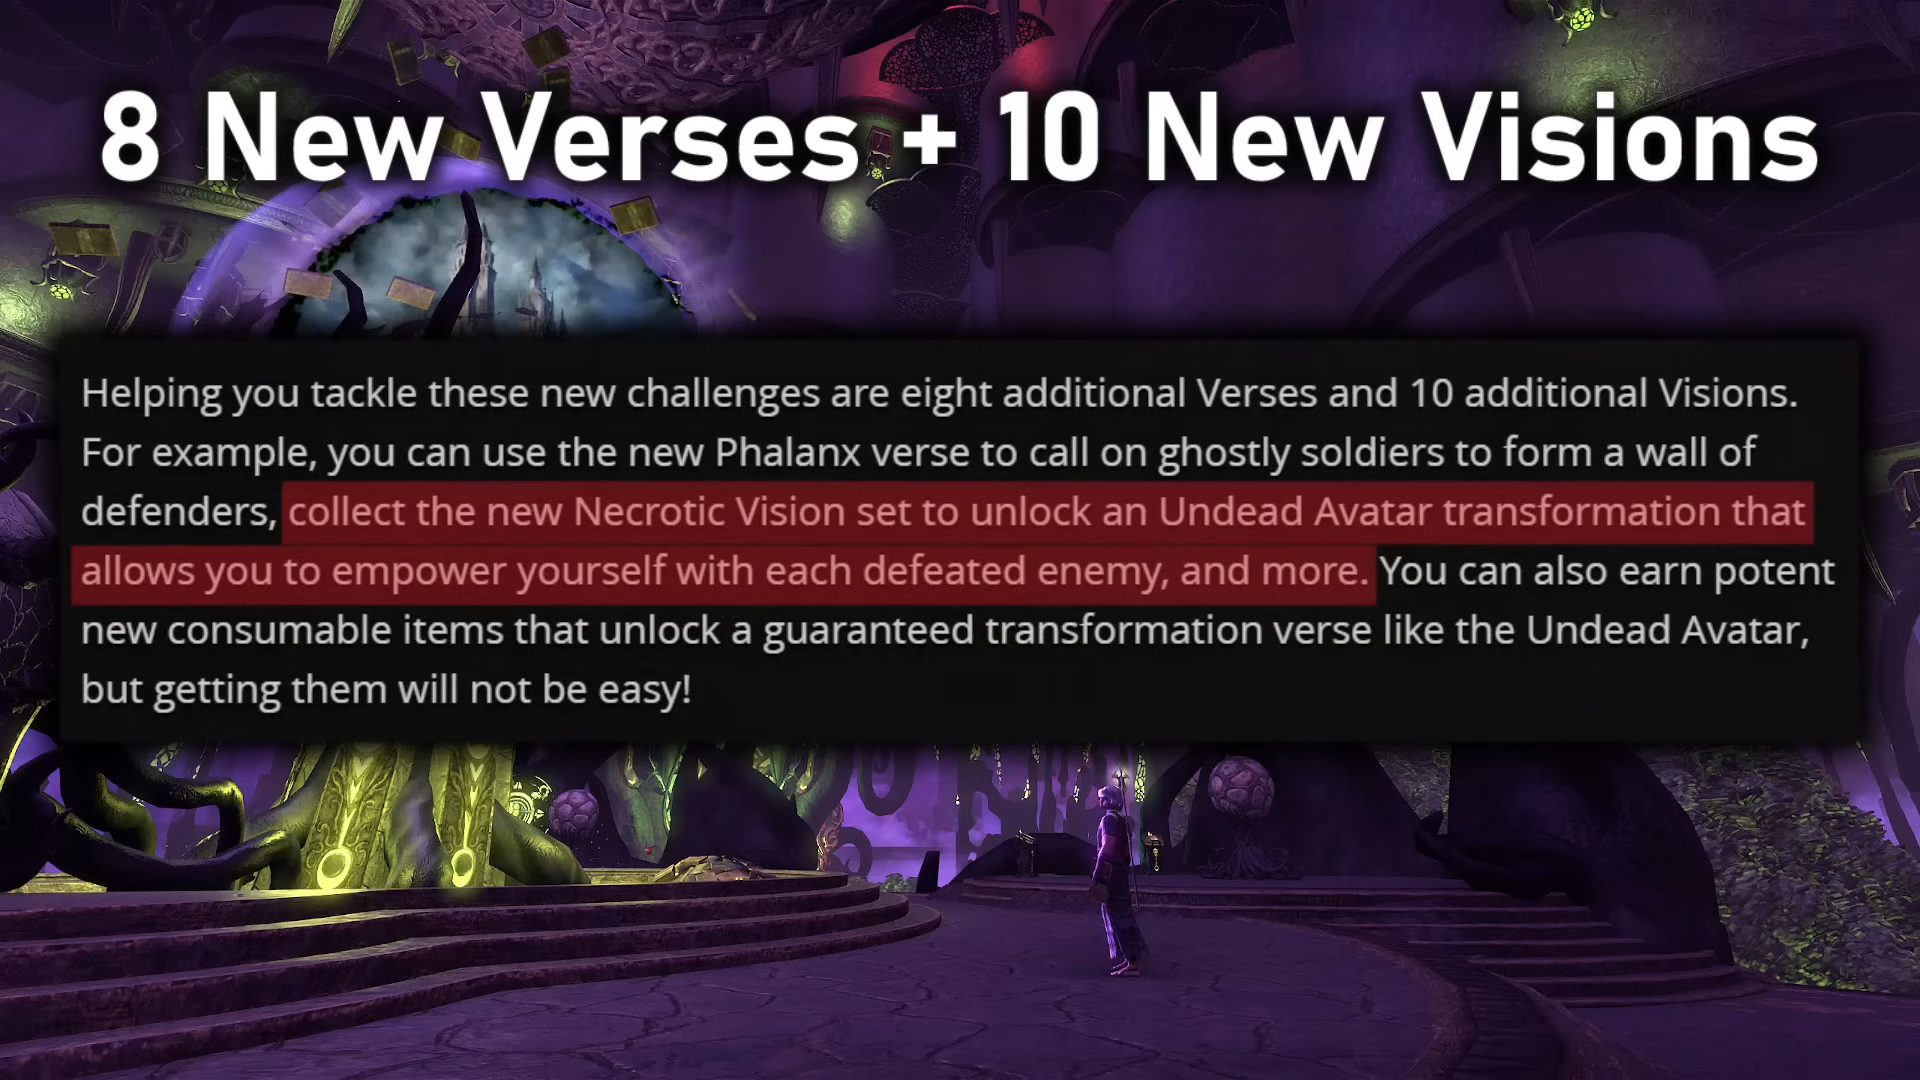 8 New Verses + 10 New Visions
Helping you tackle these new challenges are eight additional Verses and 10 additional Visions.
For example, you can use the new Phalanx verse to call on ghostly soldiers to form a wall of
defenders, collect the new Necrotic Vision set to unlock an Undead Avatar transformation that
allows you to empower yourself with each defeated enemy, and more. You can also earn potent
new consumable items that unlock a guaranteed transformation verse like the Undead Avatar,
but getting them will not be easy!